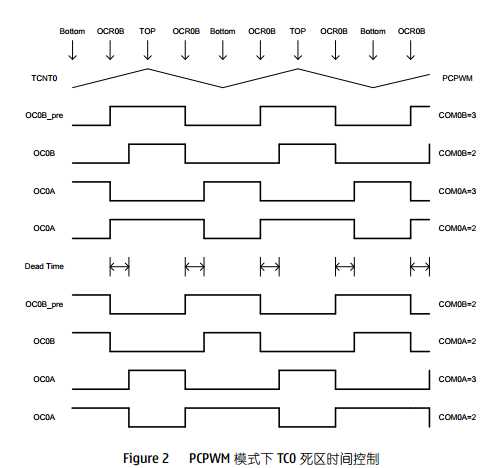 Bottom OCR0B TOP OCR0B Bottom OCR0B TOP OCR0B Bottom OCR0B
TCNT0 PCPWM
OC0B_pre COM0B=3
OC0B COM0B=2
OC0A COM0A=3
OC0A COM0A=2
Dead Time
OC0B_pre COM0B=2
OC0B COM0A=2
OC0A COM0A=3
OC0A COM0A=2
Figure 2 PCPWM 模式下 TC0 死区时间控制